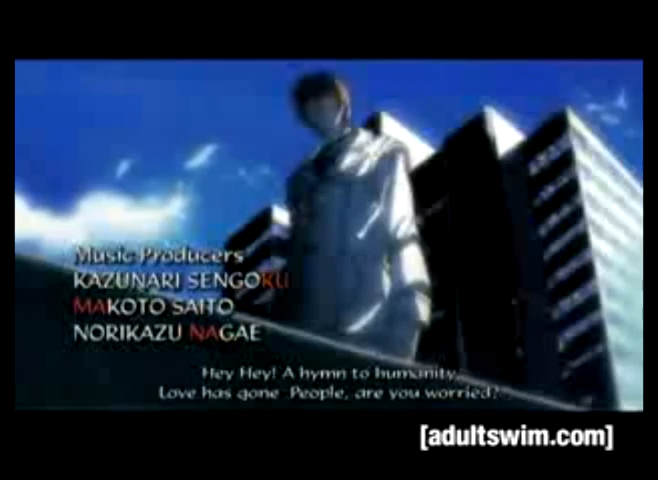 Music Producers
KAZUNARI SENGOKU
MAKOTO SAITO
NORIKAZU NAGAE
Hey Hey! A hymn to humanity
Love has gone People, are you worried?
[adultswim.com]